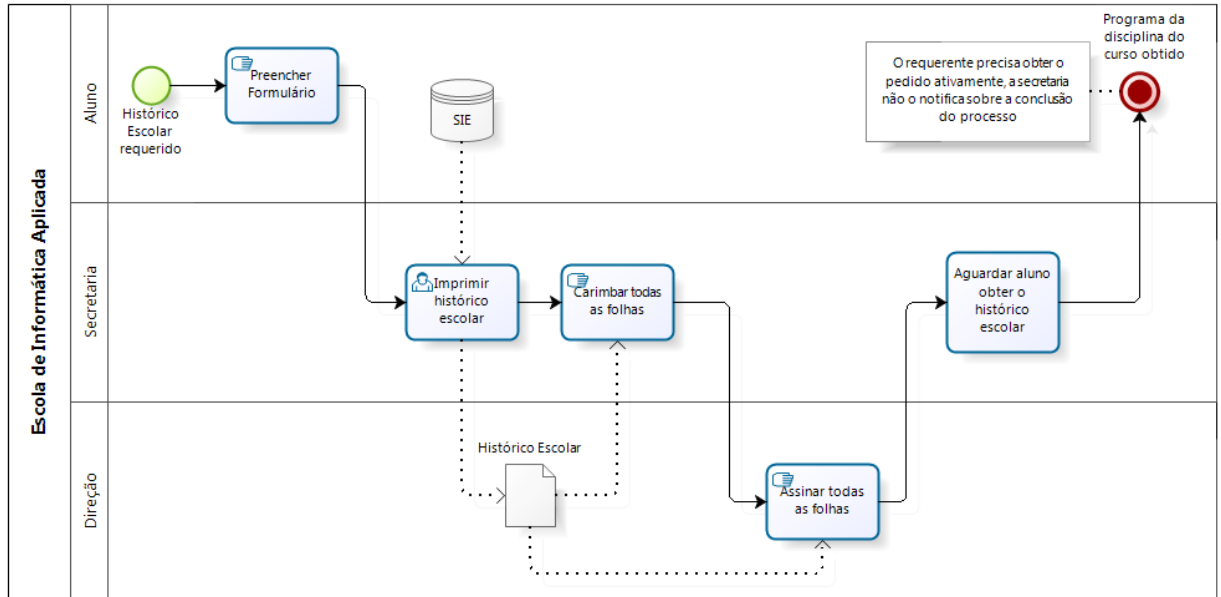 Escola de Informática Aplicada
Aluno
Histórico
Escolar
requerido
Preencher
Formulário
SIE
O requerente precisa obter o
pedido ativamente, a secretaria
não o notifica sobre a conclusão
do processo
Programa da
disciplina do
curso obtido
Secretaria
Imprimir
histórico
escolar
Carimbar todas
as folhas
Aguardar aluno
obter o
histórico
escolar
Direção
Histórico Escolar
Assinar todas
as folhas